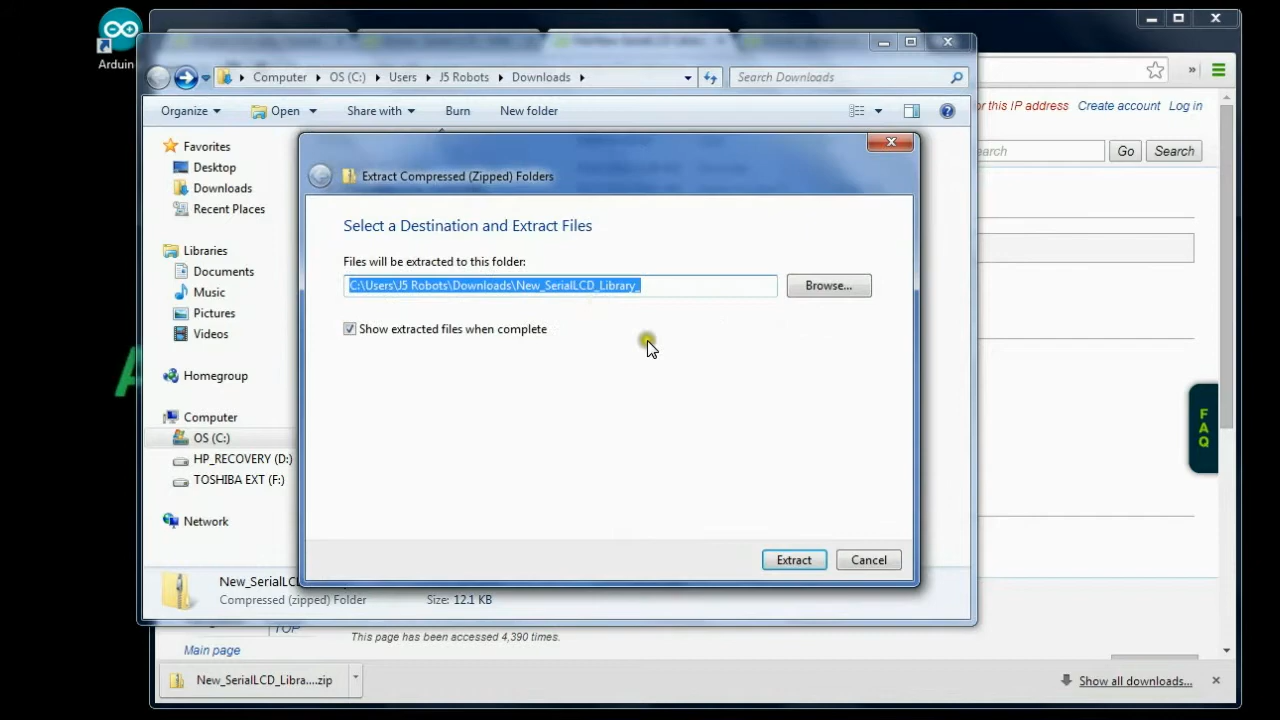 Arduin
Computer
OS (C:)
Users
J5 Robots
Downloads
Search Downloads
Organize
Open
Share with
Burn
New folder
or this IP address
Create account
Log in
earch
Go
Search
Favorites
Desktop
Downloads
Recent Places
Libraries
Documents
Music
Pictures
Videos
Homegroup
Computer
OS (C:)
HP_RECOVERY (D:)
TOSHIBA EXT (F:)
Network
Extract Compressed (Zipped) Folders
Select a Destination and Extract Files
Files will be extracted to this folder:
C:\Users\J5 Robots\Downloads\New_SerialLCD_Library_
Browse...
Show extracted files when complete
Extract
Cancel
FAQ
New_SerialLC
Compressed (zipped) Folder
Size: 12.1 KB
TOP
This page has been accessed 4,390 times.
Main page
New_SerialLCD_Libra....zip
Show all downloads...